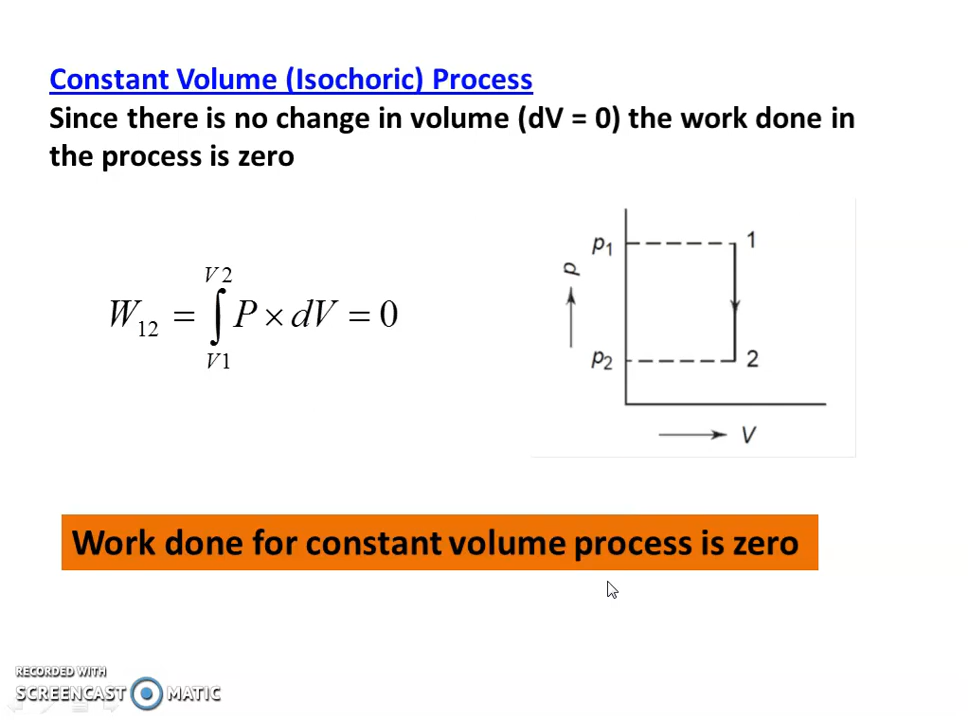 Constant Volume (Isochoric) Process
Since there is no change in volume (dV = 0) the work done in
the process is zero
W₁₂ = ∫_{V1}^{V2} P × dV = 0
p₁
1
p
p₂
2
V
Work done for constant volume process is zero
RECORDED WITH
SCREENCAST MATIC